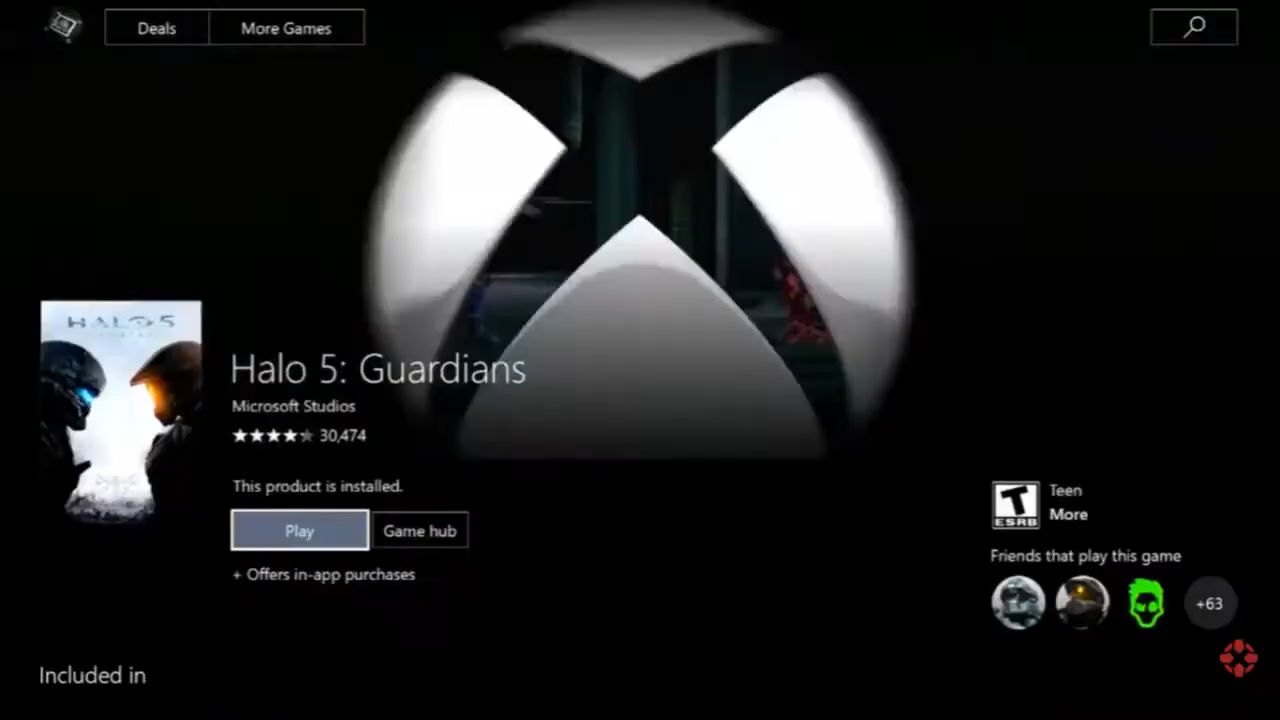 Deals
More Games
HALO 5
Halo 5: Guardians
Microsoft Studios
30,474
This product is installed.
Play
Game hub
+ Offers in-app purchases
T
ESRB
Teen
More
Friends that play this game
+63
Included in